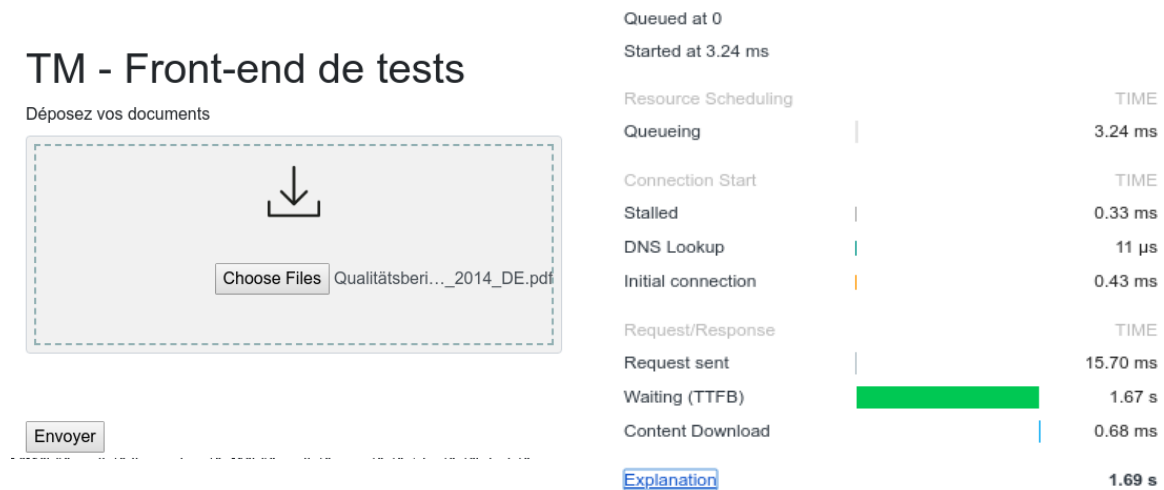 TM - Front-end de tests
Déposez vos documents
Choose Files Qualitätsberi…_2014_DE.pdf
Envoyer
Queued at 0
Started at 3.24 ms
Resource Scheduling TIME
Queueing 3.24 ms
Connection Start TIME
Stalled 0.33 ms
DNS Lookup 11 µs
Initial connection 0.43 ms
Request/Response TIME
Request sent 15.70 ms
Waiting (TTFB) 1.67 s
Content Download 0.68 ms
Explanation 1.69 s